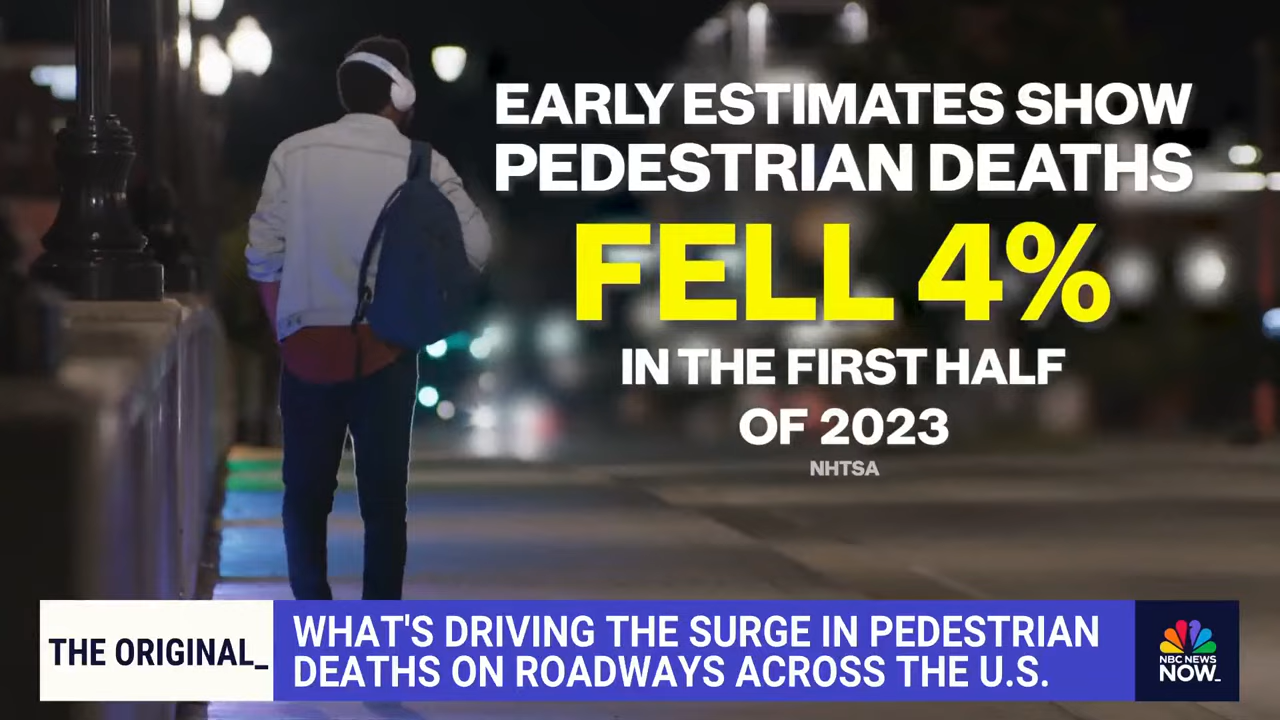 EARLY ESTIMATES SHOW
PEDESTRIAN DEATHS
FELL 4%
IN THE FIRST HALF
OF 2023
NHTSA
THE ORIGINAL_
WHAT'S DRIVING THE SURGE IN PEDESTRIAN
DEATHS ON ROADWAYS ACROSS THE U.S.
NBC NEWS
NOW_